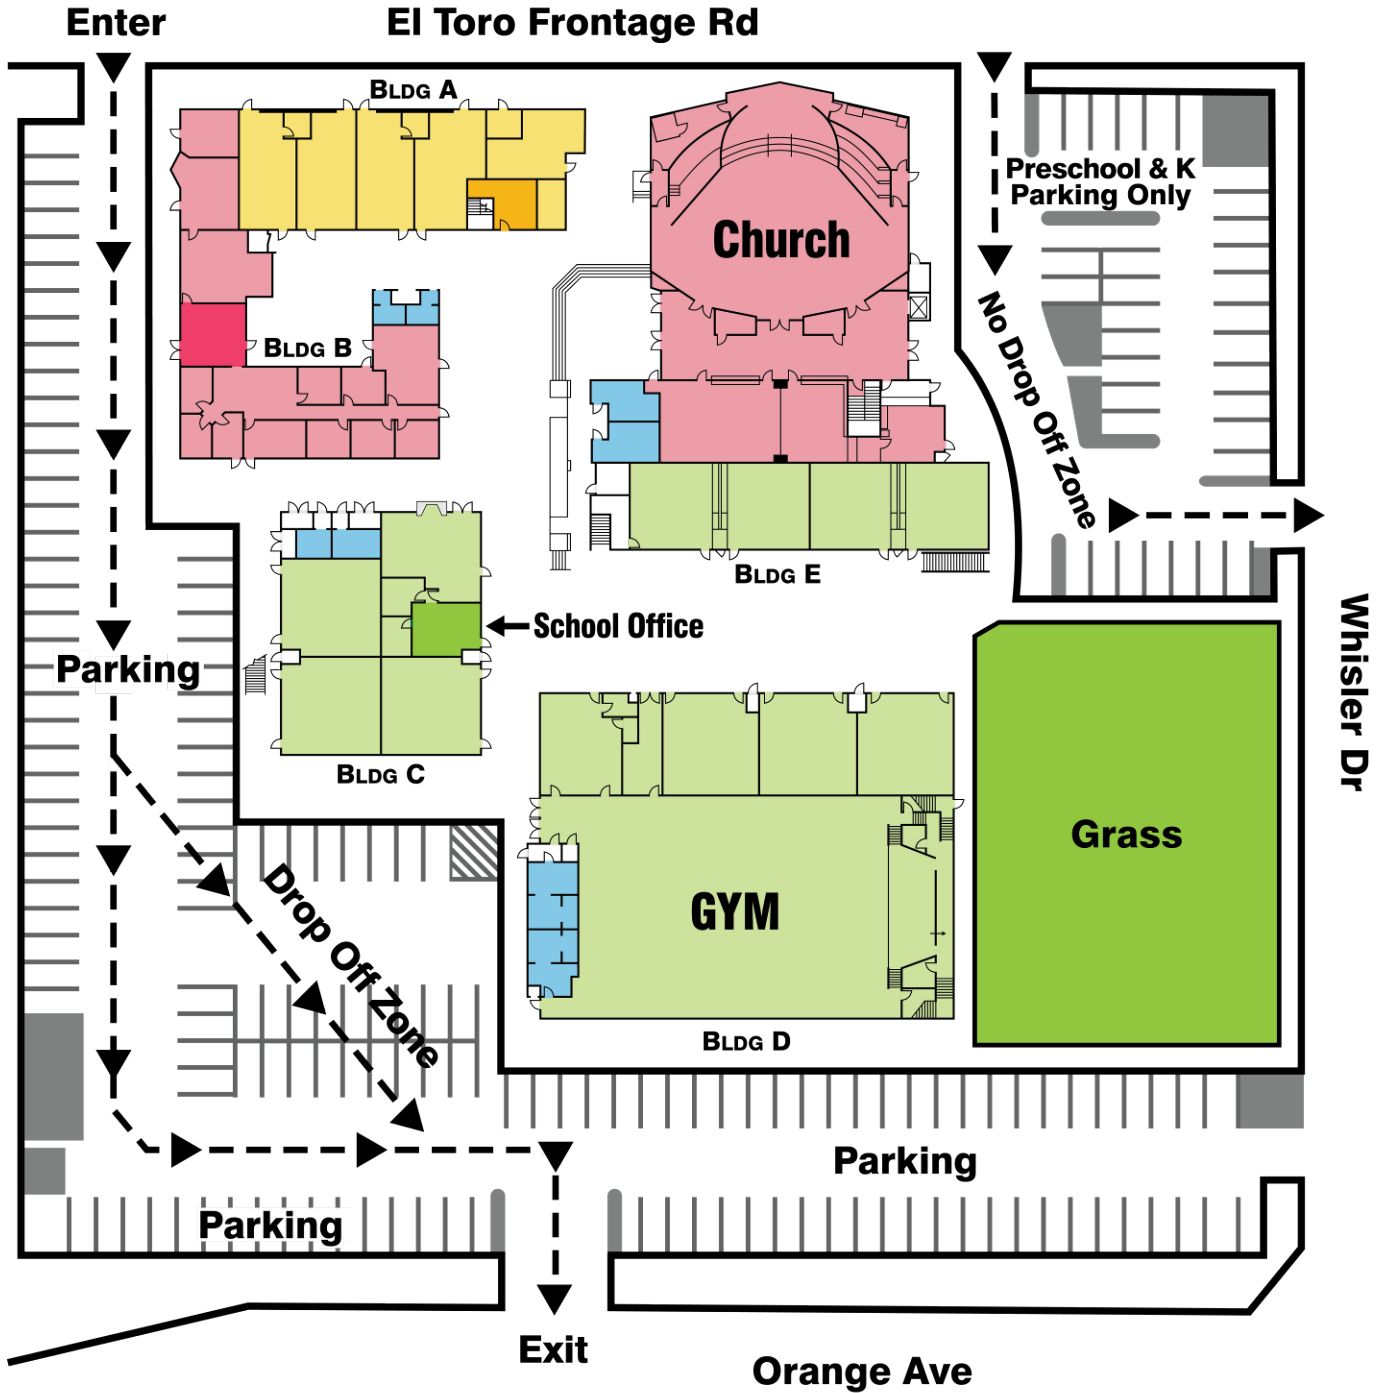 Enter
El Toro Frontage Rd
BLDG A
Preschool & K
Parking Only
Church
No Drop Off Zone
BLDG B
BLDG E
School Office
Whisler Dr
Parking
BLDG C
Grass
Drop Off Zone
GYM
BLDG D
Parking
Parking
Exit
Orange Ave